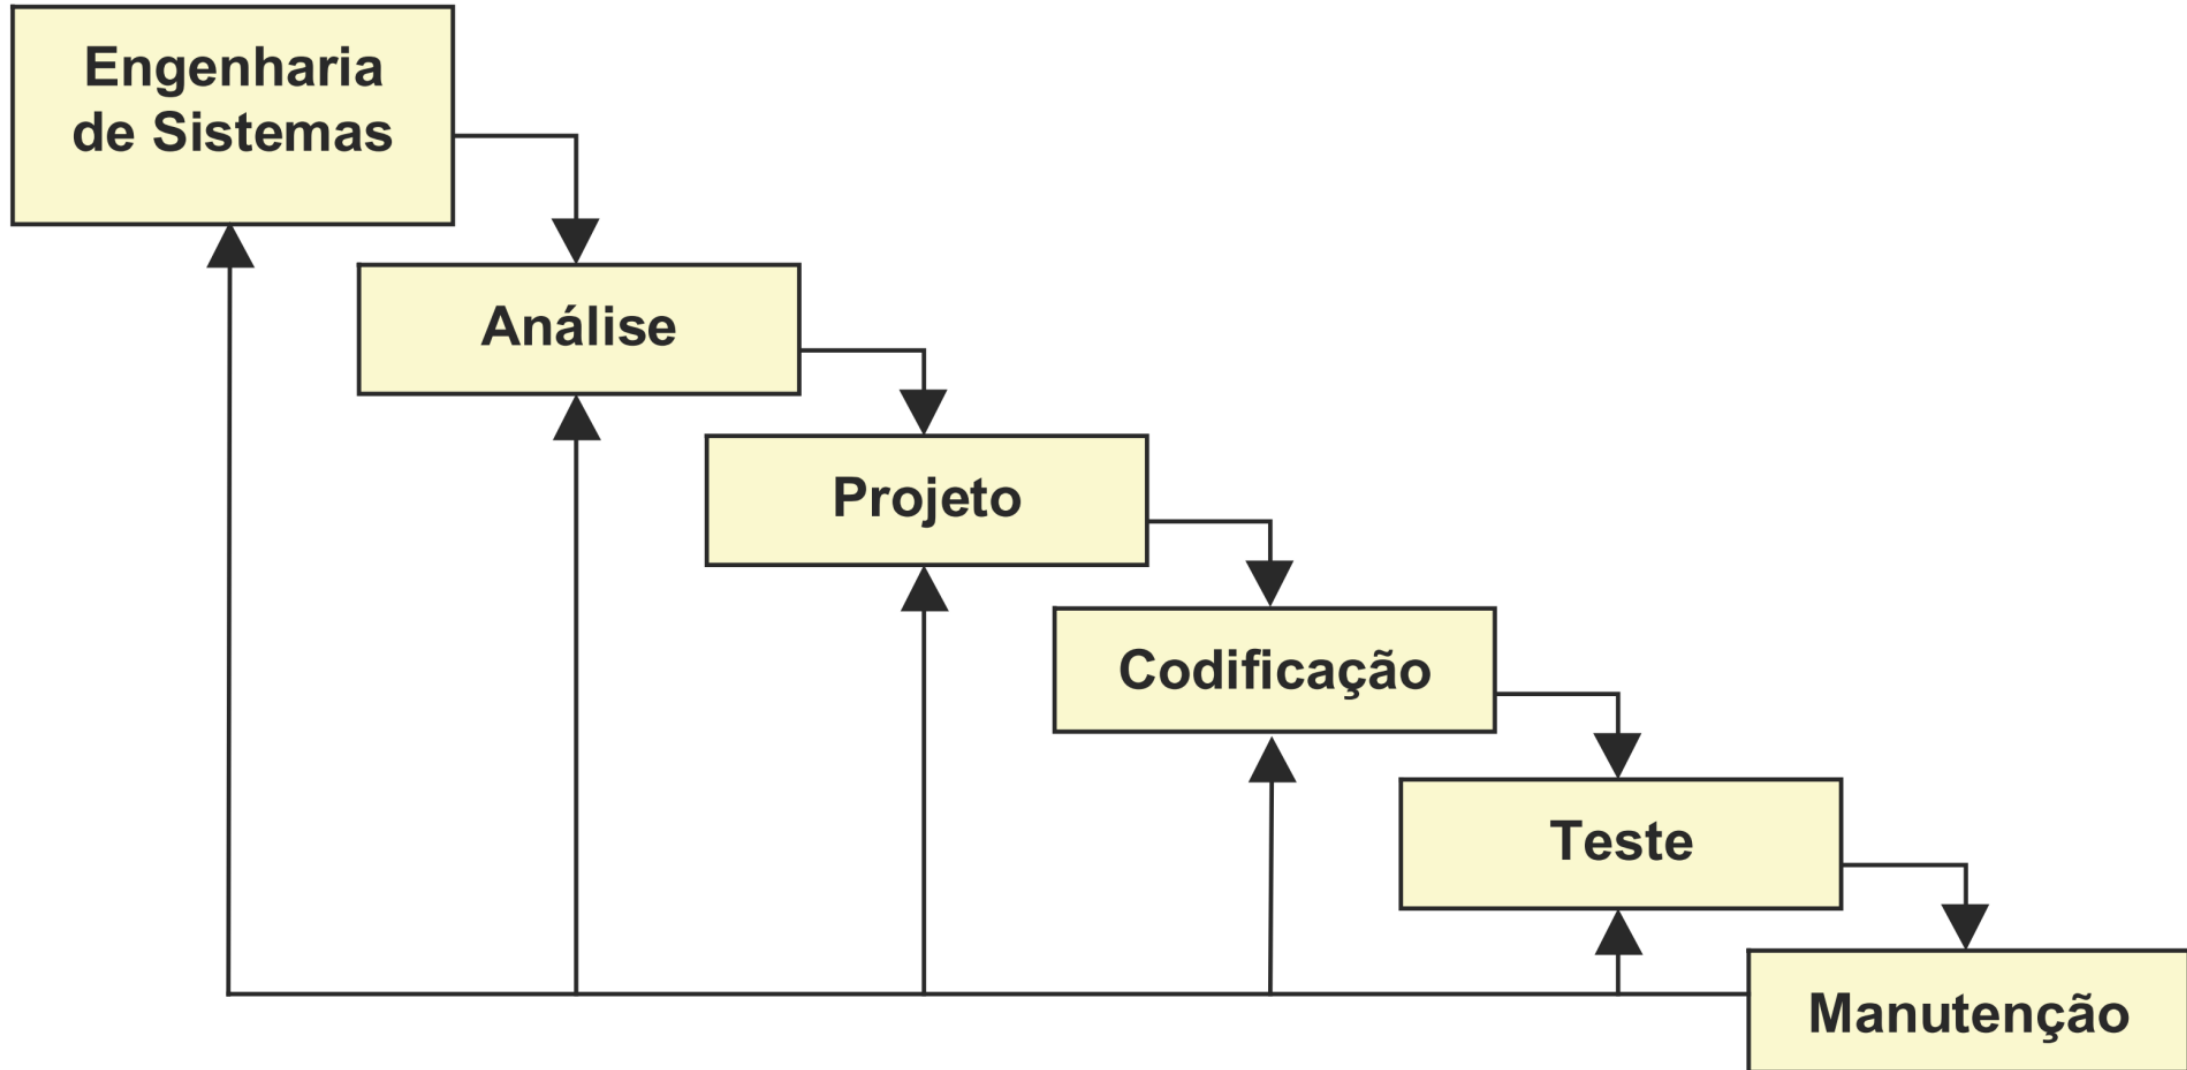 Engenharia
de Sistemas
Análise
Projeto
Codificação
Teste
Manutenção